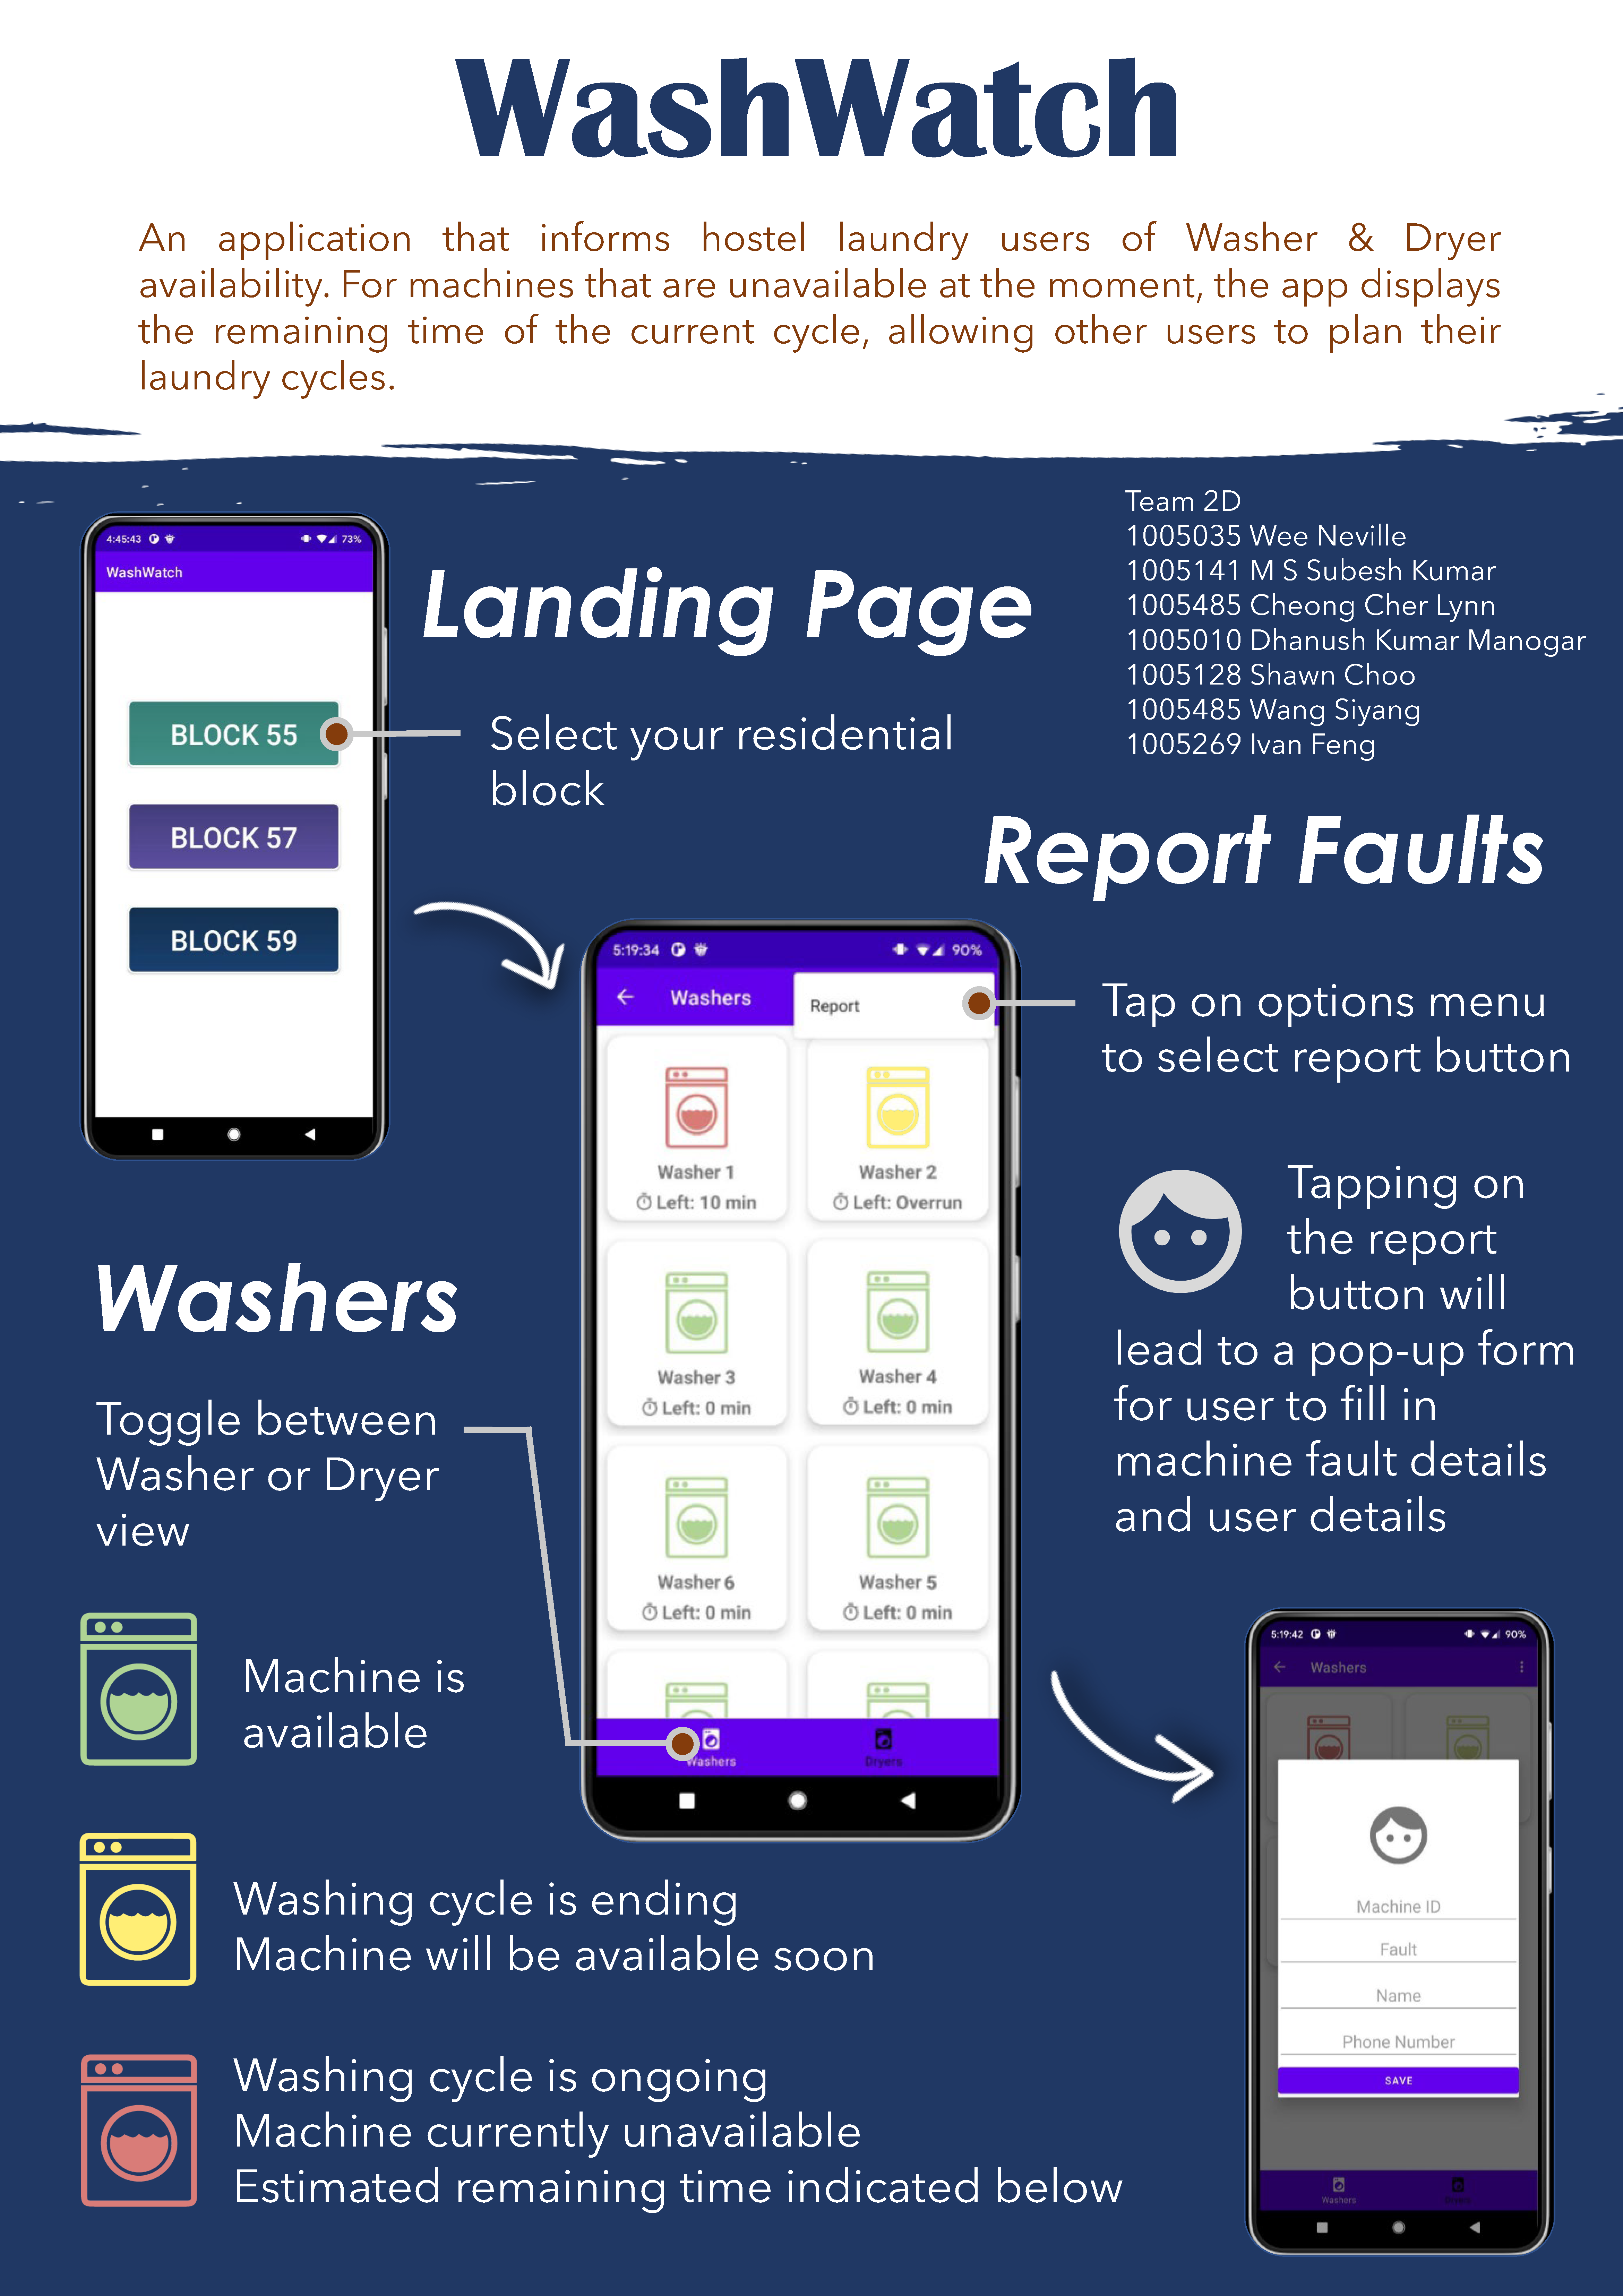 WashWatch
An application that informs hostel laundry users of Washer & Dryer
availability. For machines that are unavailable at the moment, the app displays
the remaining time of the current cycle, allowing other users to plan their
laundry cycles.
Team 2D
1005035 Wee Neville
1005141 M S Subesh Kumar
1005485 Cheong Cher Lynn
1005010 Dhanush Kumar Manogar
1005128 Shawn Choo
1005485 Wang Siyang
1005269 Ivan Feng
4:45:43
73%
WashWatch
BLOCK 55
BLOCK 57
BLOCK 59
Landing Page
Select your residential
block
Report Faults
5:19:34
90%
Washers
Report
Washer 1
Left: 10 min
Washer 2
Left: Overrun
Washer 3
Left: 0 min
Washer 4
Left: 0 min
Washer 6
Left: 0 min
Washer 5
Left: 0 min
Washers
Dryers
Tap on options menu
to select report button
Tapping on
the report
button will
lead to a pop-up form
for user to fill in
machine fault details
and user details
Washers
Toggle between
Washer or Dryer
view
Machine is
available
Washing cycle is ending
Machine will be available soon
Washing cycle is ongoing
Machine currently unavailable
Estimated remaining time indicated below
5:19:42
90%
Washers
Machine ID
Fault
Name
Phone Number
SAVE
Washers
Dryers